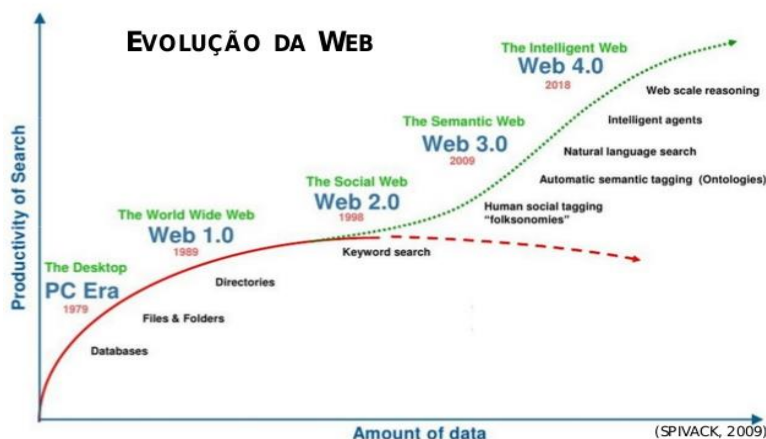 EVOLUÇÃO DA WEB
The Intelligent Web
Web 4.0
2018
Web scale reasoning
Intelligent agents
The Semantic Web
Web 3.0
2009
Natural language search
Automatic semantic tagging (Ontologies)
The Social Web
Web 2.0
1998
Human social tagging
"folksonomies"
The World Wide Web
Web 1.0
1989
Keyword search
The Desktop
PC Era
1979
Directories
Files & Folders
Databases
Productivity of Search
Amount of data
(SPIVACK, 2009)